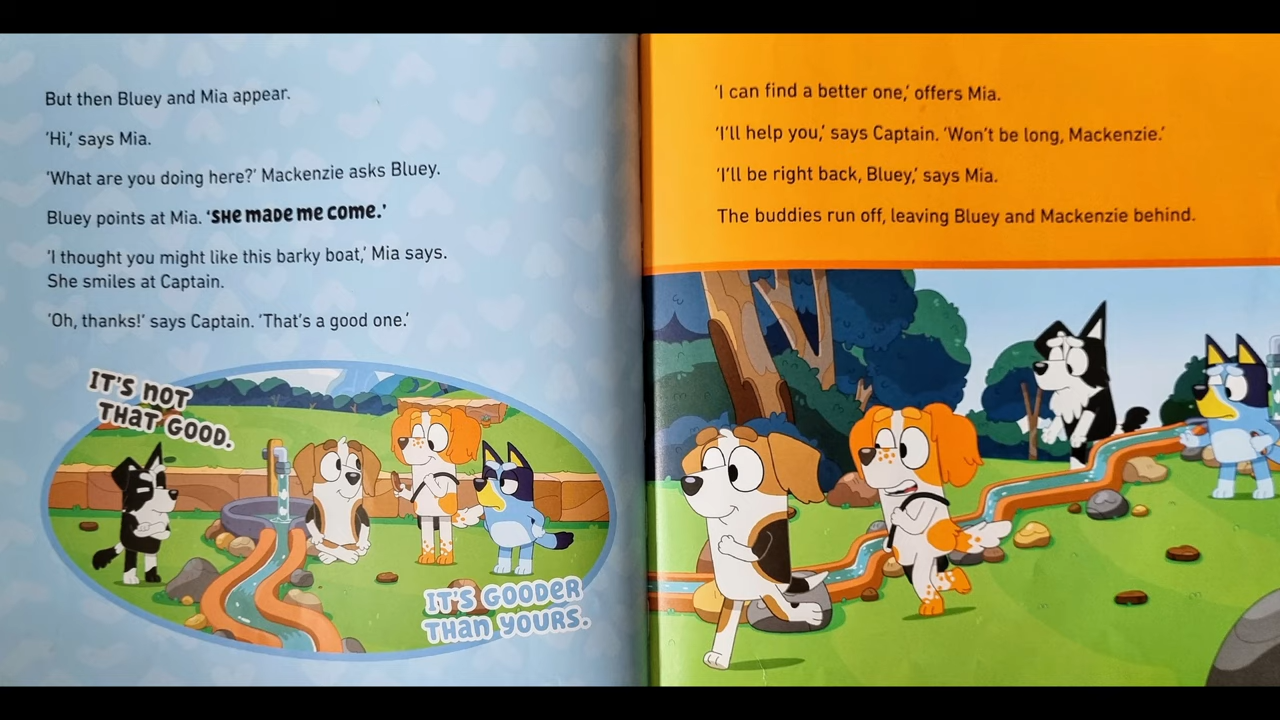 But then Bluey and Mia appear.
'Hi,' says Mia.
'What are you doing here?' Mackenzie asks Bluey.
Bluey points at Mia. 'SHE MADE ME COME.'
'I thought you might like this barky boat,' Mia says.
She smiles at Captain.
'Oh, thanks!' says Captain. 'That's a good one.'
IT'S NOT
THAT GOOD.
IT'S GOODER
THAN YOURS.
'I can find a better one,' offers Mia.
'I'll help you,' says Captain. 'Won't be long, Mackenzie.'
'I'll be right back, Bluey,' says Mia.
The buddies run off, leaving Bluey and Mackenzie behind.